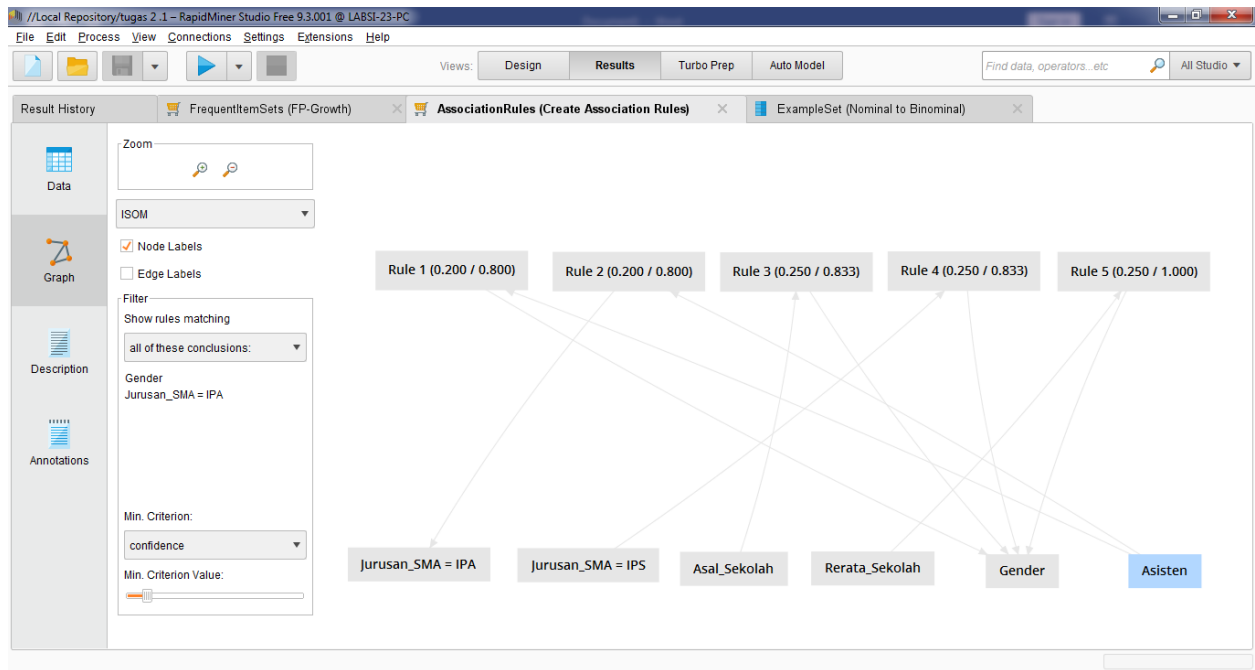 //Local Repository/tugas 2 .1 – RapidMiner Studio Free 9.3.001 @ LABSI-23-PC
File Edit Process View Connections Settings Extensions Help
Views: Design Results Turbo Prep Auto Model Find data, operators...etc All Studio
Result History FrequentItemSets (FP-Growth) AssociationRules (Create Association Rules) ExampleSet (Nominal to Binominal)
Data
Graph
Description
Annotations
Zoom
ISOM
Node Labels
Edge Labels
Filter
Show rules matching
all of these conclusions:
Gender
Jurusan_SMA = IPA
Min. Criterion:
confidence
Min. Criterion Value:
Rule 1 (0.200 / 0.800) Rule 2 (0.200 / 0.800) Rule 3 (0.250 / 0.833) Rule 4 (0.250 / 0.833) Rule 5 (0.250 / 1.000)
Jurusan_SMA = IPA Jurusan_SMA = IPS Asal_Sekolah Rerata_Sekolah Gender Asisten